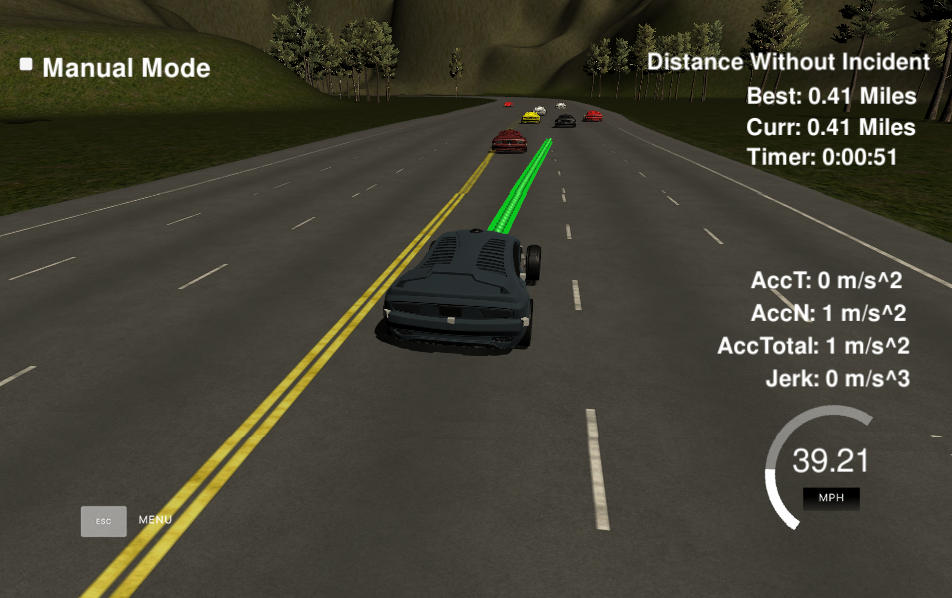 Manual Mode
Distance Without Incident
Best: 0.41 Miles
Curr: 0.41 Miles
Timer: 0:00:51
AccT: 0 m/s^2
AccN: 1 m/s^2
AccTotal: 1 m/s^2
Jerk: 0 m/s^3
39.21
MPH
ESC MENU